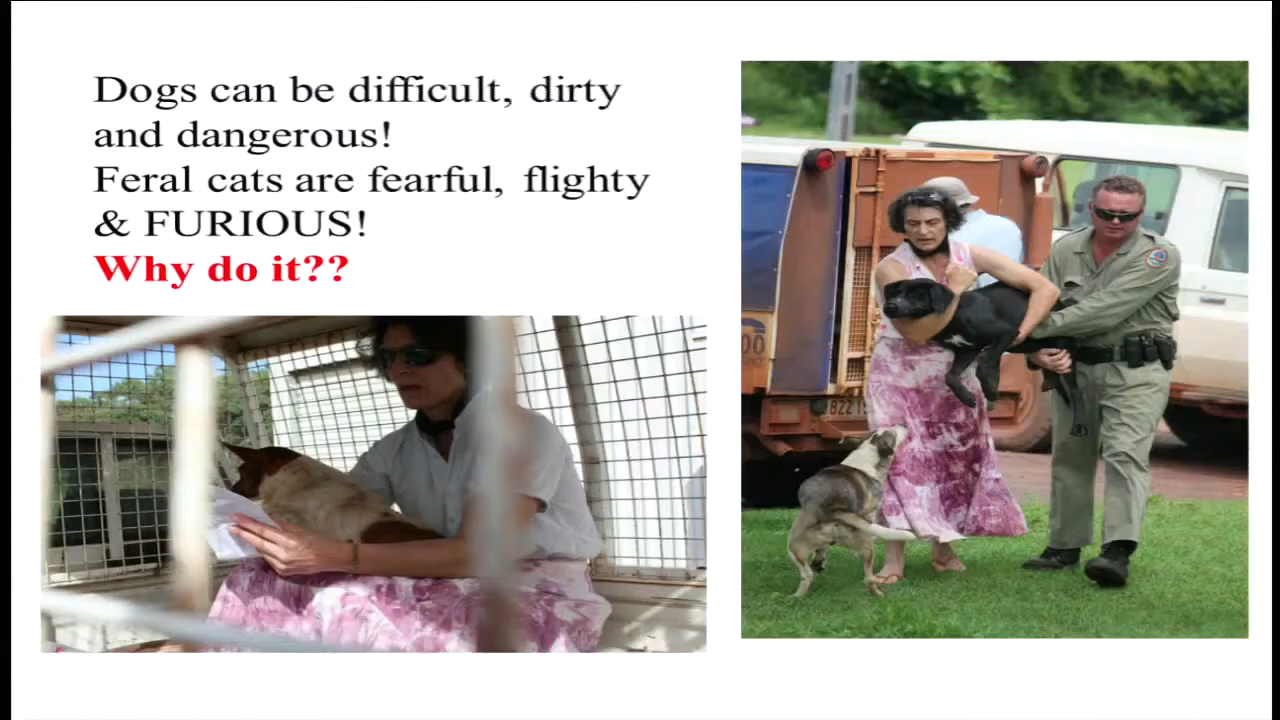 Dogs can be difficult, dirty
and dangerous!
Feral cats are fearful, flighty
& FURIOUS!
Why do it??